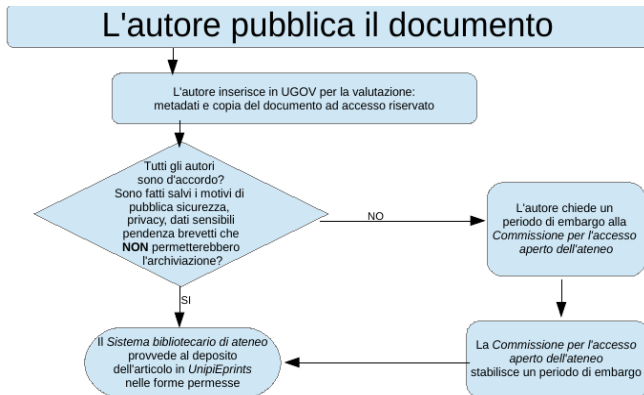 L'autore pubblica il documento
L'autore inserisce in UGOV per la valutazione:
metadati e copia del documento ad accesso riservato
Tutti gli autori
sono d'accordo?
Sono fatti salvi i motivi di
pubblica sicurezza,
privacy, dati sensibili
pendenza brevetti che
NON permetterebbero
l'archiviazione?
NO
L'autore chiede un
periodo di embargo alla
Commissione per l'accesso
aperto dell'ateneo
SI
Il Sistema bibliotecario di ateneo
provvede al deposito
dell'articolo in UnipiEprints
nelle forme permesse
La Commissione per l'accesso
aperto dell'ateneo
stabilisce un periodo di embargo